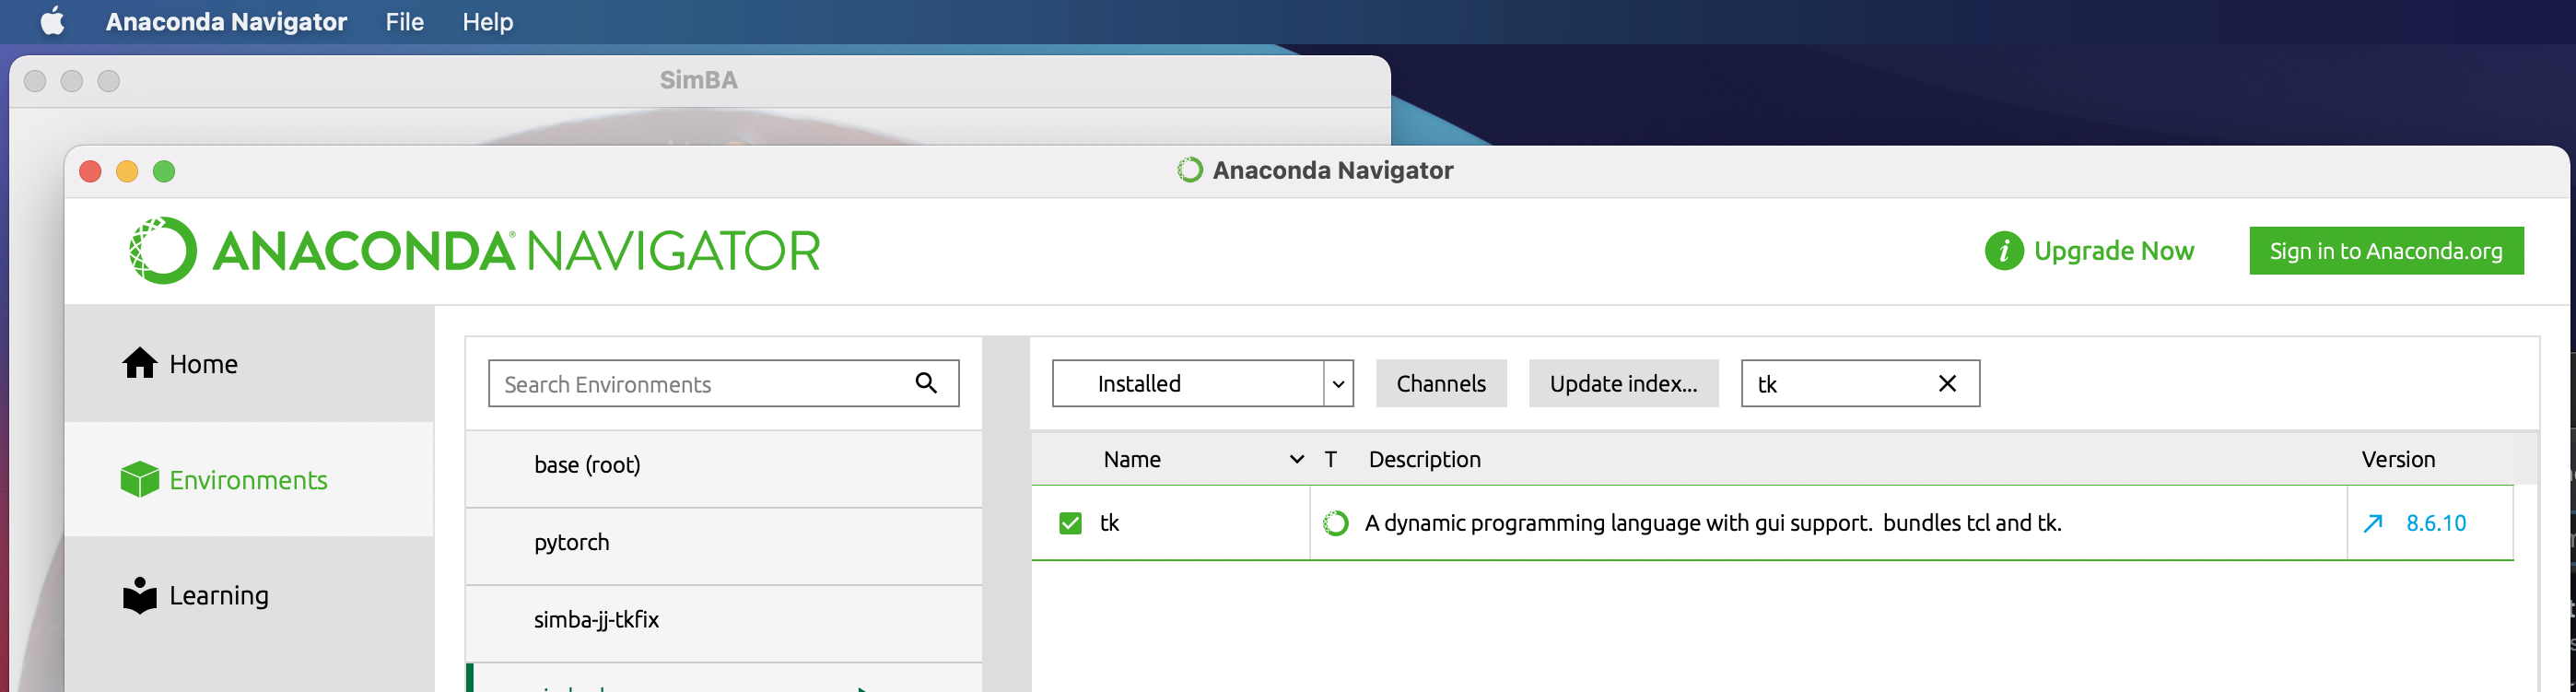 Anaconda Navigator File Help
SimBA
Anaconda Navigator
ANACONDA® NAVIGATOR
Upgrade Now
Sign in to Anaconda.org
Home
Environments
Learning
Search Environments
base (root)
pytorch
simba-jj-tkfix
Installed Channels Update index... tk
Name T Description Version
tk A dynamic programming language with gui support. bundles tcl and tk. 8.6.10